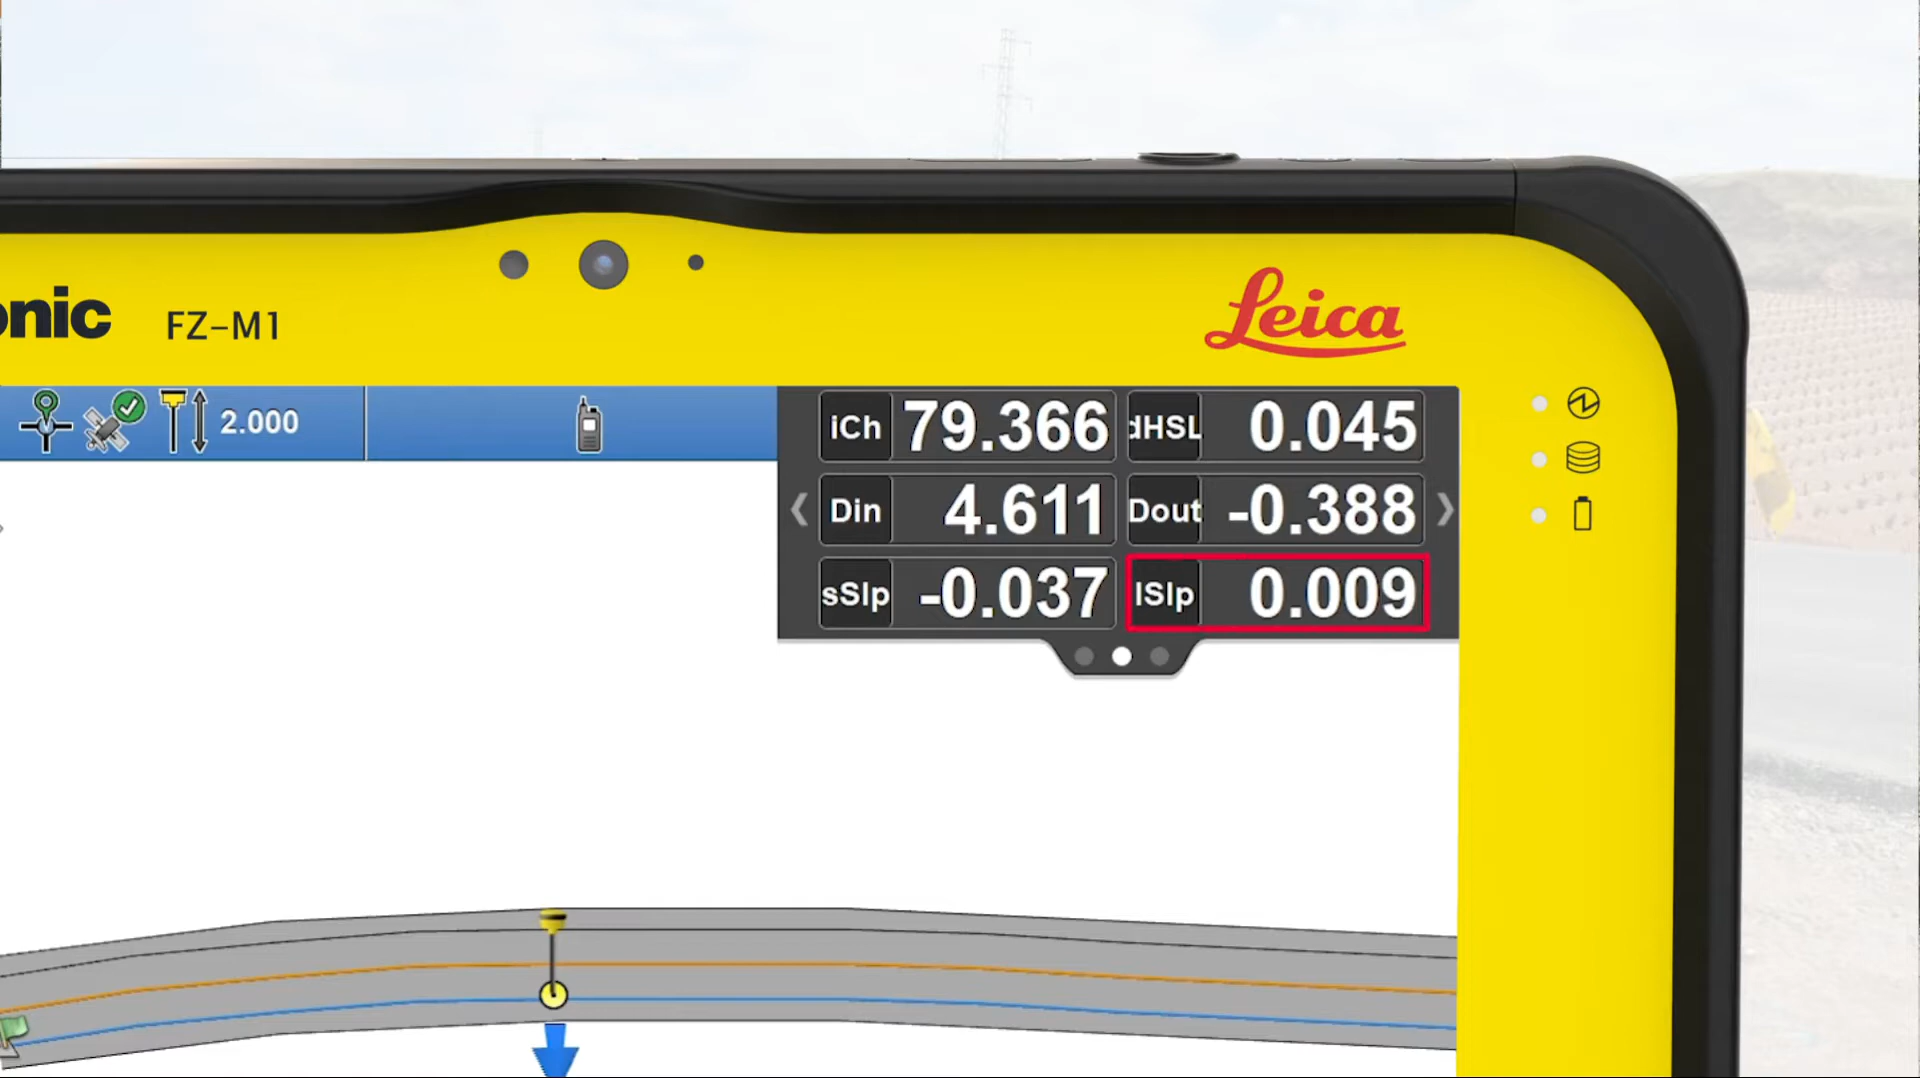 onic FZ-M1
Leica
2.000
iCh 79.366 dHSL 0.045
Din 4.611 Dout -0.388
sSlp -0.037 lSlp 0.009